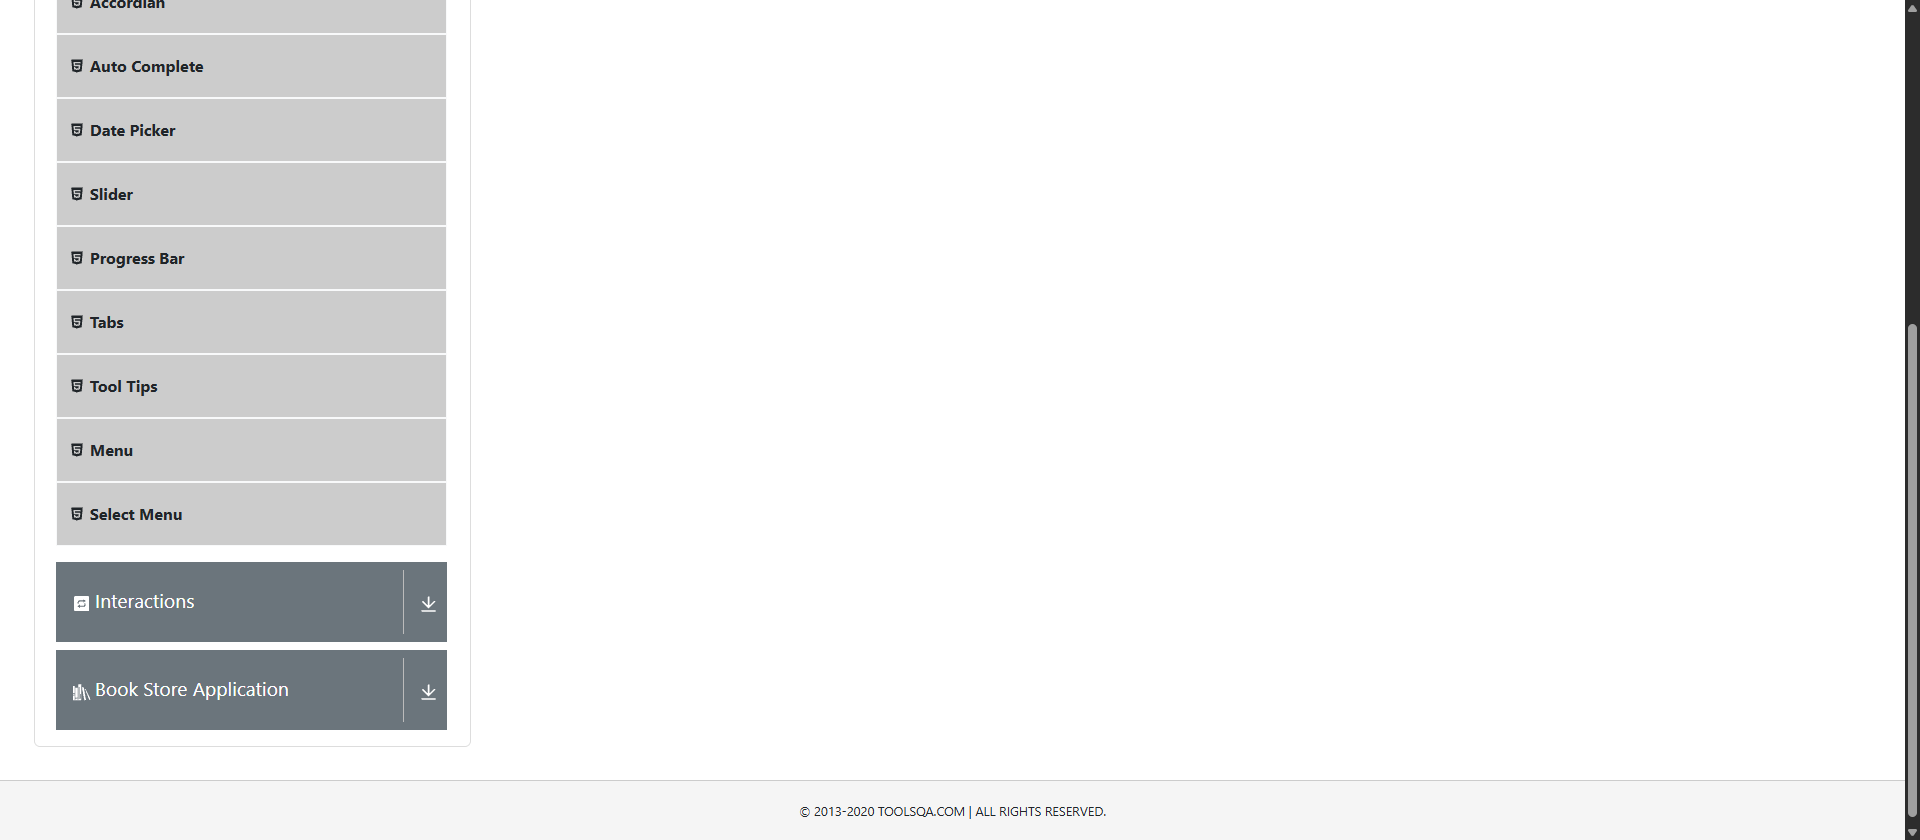 Accordian
Auto Complete
Date Picker
Slider
Progress Bar
Tabs
Tool Tips
Menu
Select Menu
Interactions
Book Store Application
© 2013-2020 TOOLSQA.COM | ALL RIGHTS RESERVED.